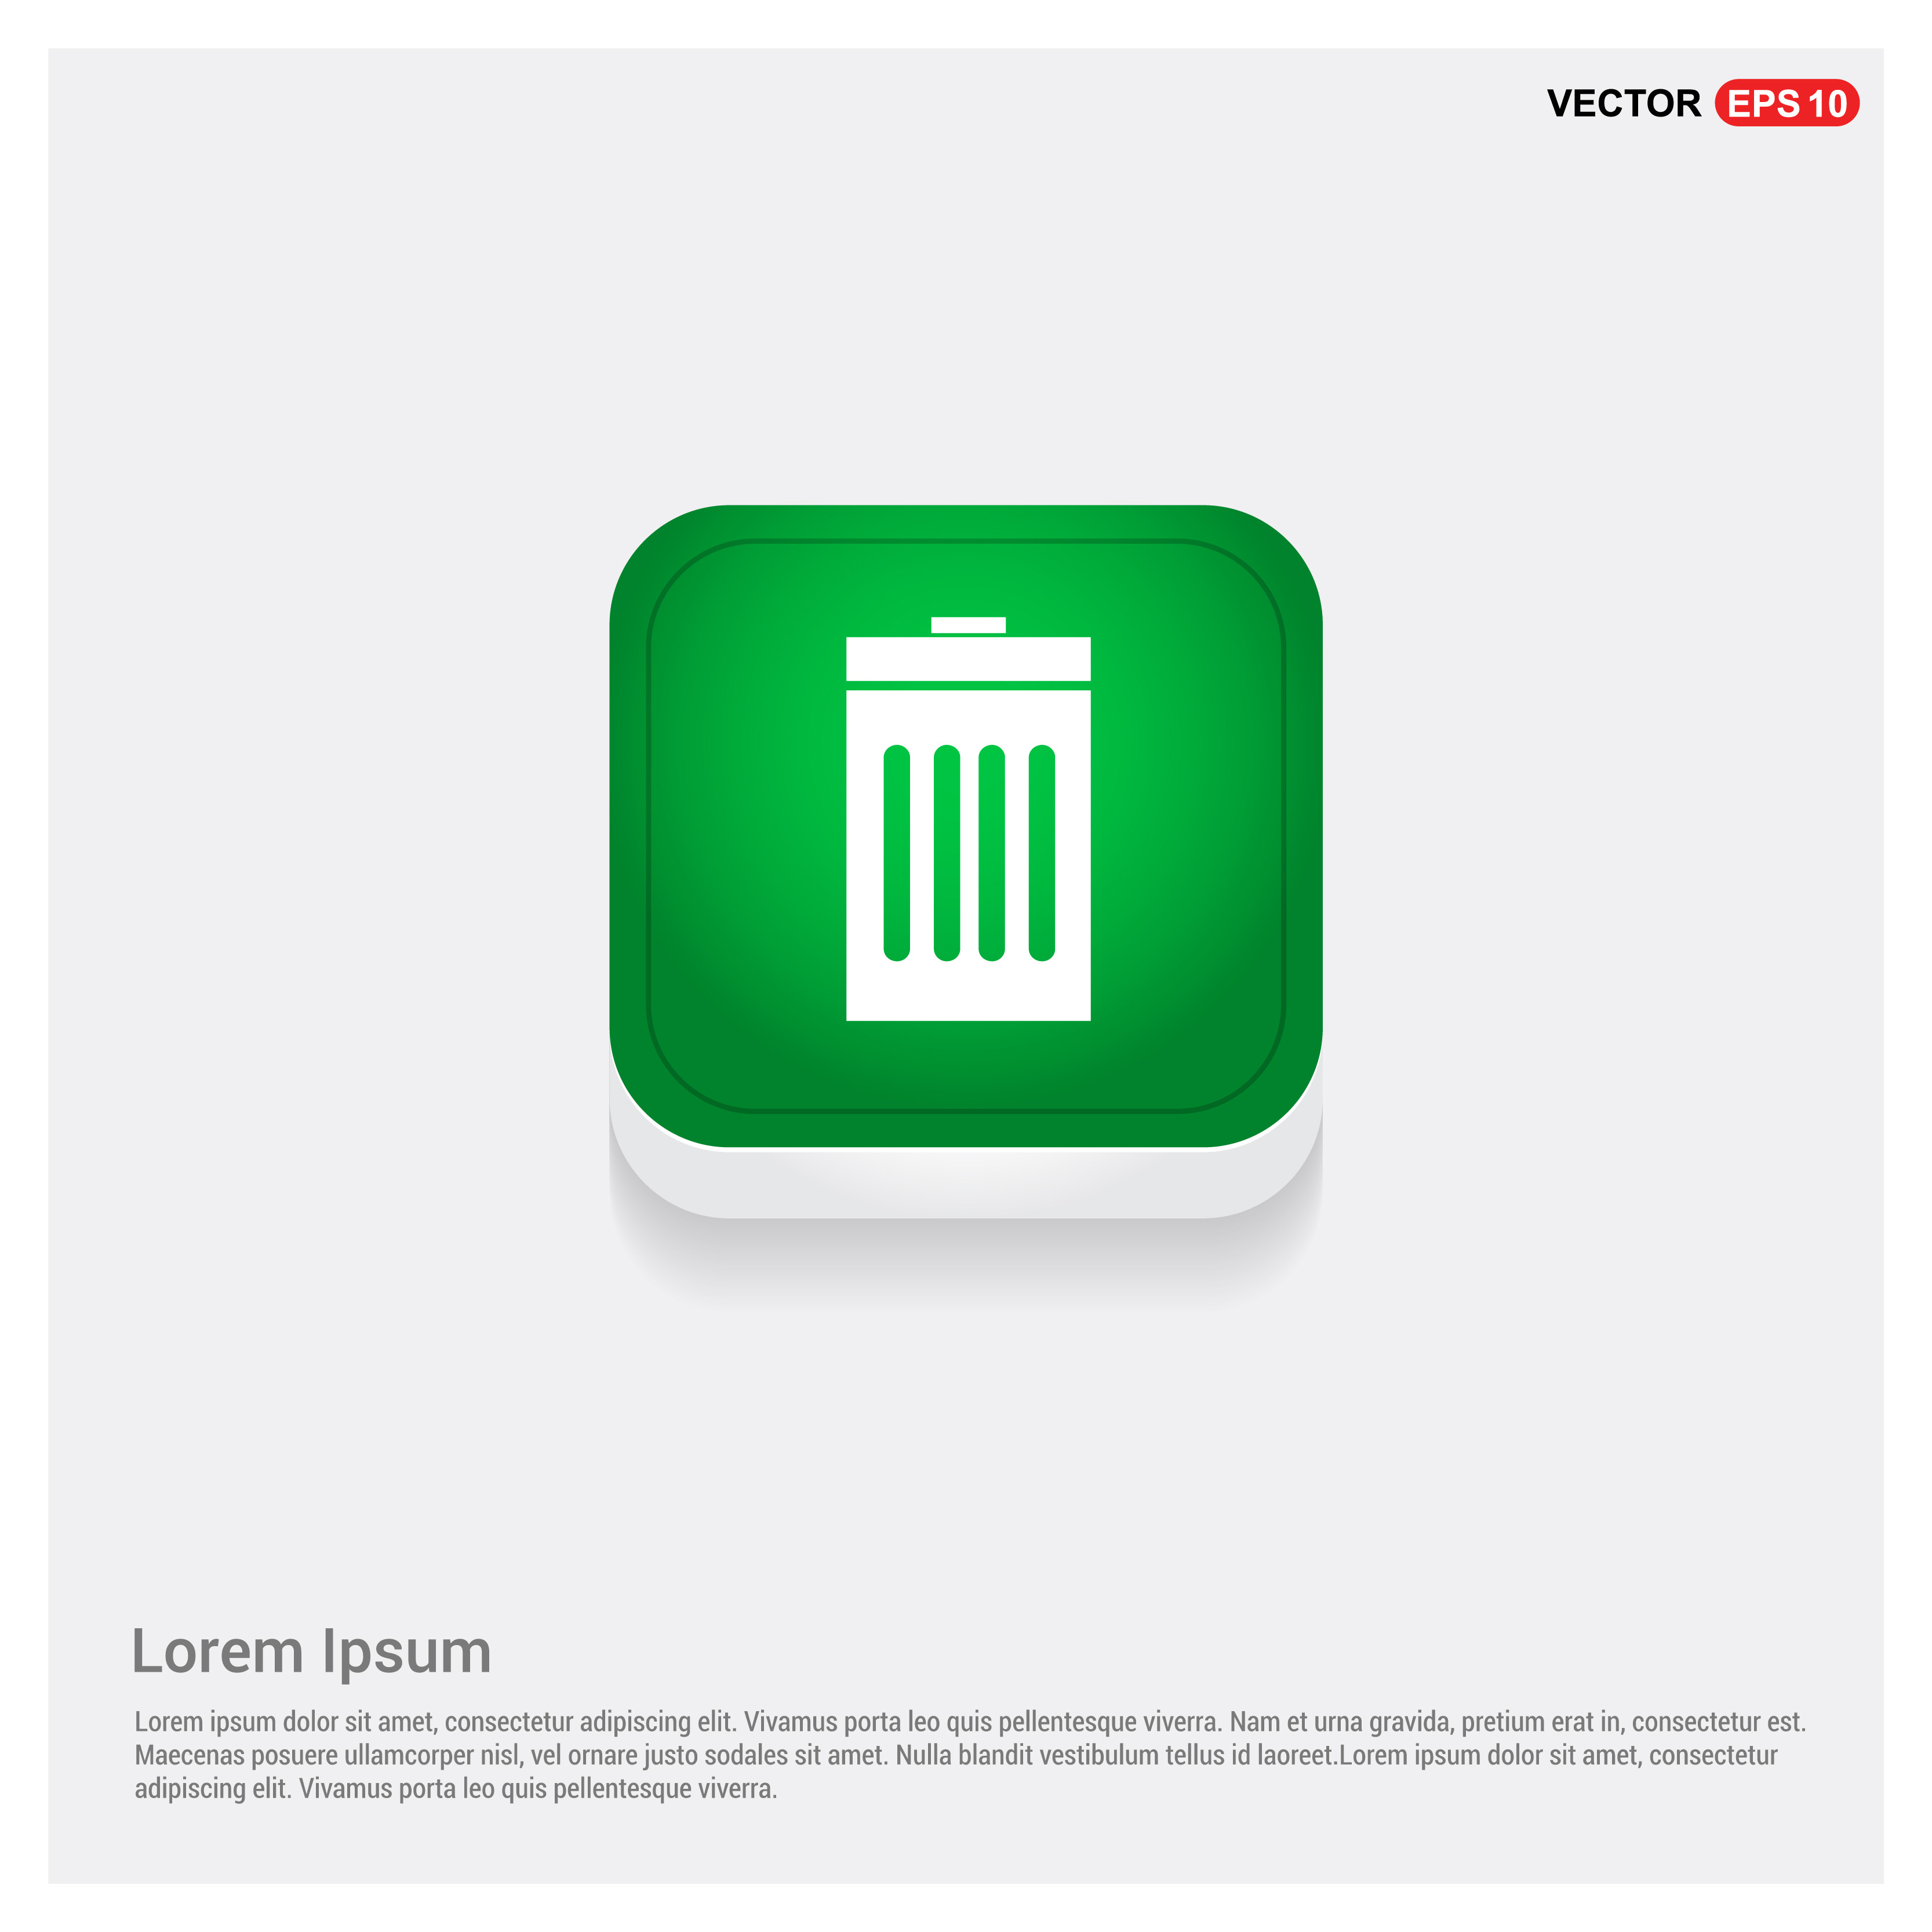 VECTOR EPS 10
Lorem Ipsum
Lorem ipsum dolor sit amet, consectetur adipiscing elit. Vivamus porta leo quis pellentesque viverra. Nam et urna gravida, pretium erat in, consectetur est.
Maecenas posuere ullamcorper nisl, vel ornare justo sodales sit amet. Nulla blandit vestibulum tellus id laoreet.Lorem ipsum dolor sit amet, consectetur
adipiscing elit. Vivamus porta leo quis pellentesque viverra.